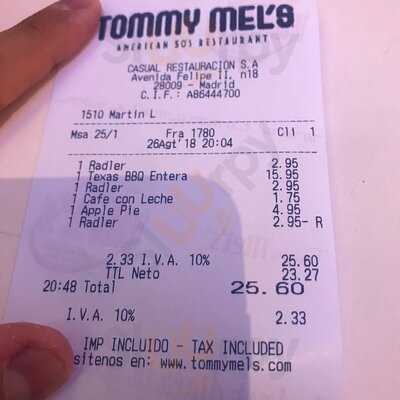 TOMMY MEL'S
AMERICAN 50S RESTAURANT
CASUAL RESTAURACION S.A
Avenida Felipe II, n18
28009 - Madrid
C.I.F.: A86444700
1510 Martin L
Msa 25/1 Fra 1780 Cli 1
26Agt'18 20:04
1 Radler 2.95
1 Texas BBQ Entera 15.95
1 Radler 2.95
1 Cafe con Leche 1.75
1 Apple Pie 4.95
1 Radler 2.95- R
2.33 I.V.A. 10% 25.60
TTL Neto 23.27
20:48 Total 25.60
I.V.A. 10% 2.33
IMP INCLUIDO - TAX INCLUDED
sitenos en: www.tommymels.com